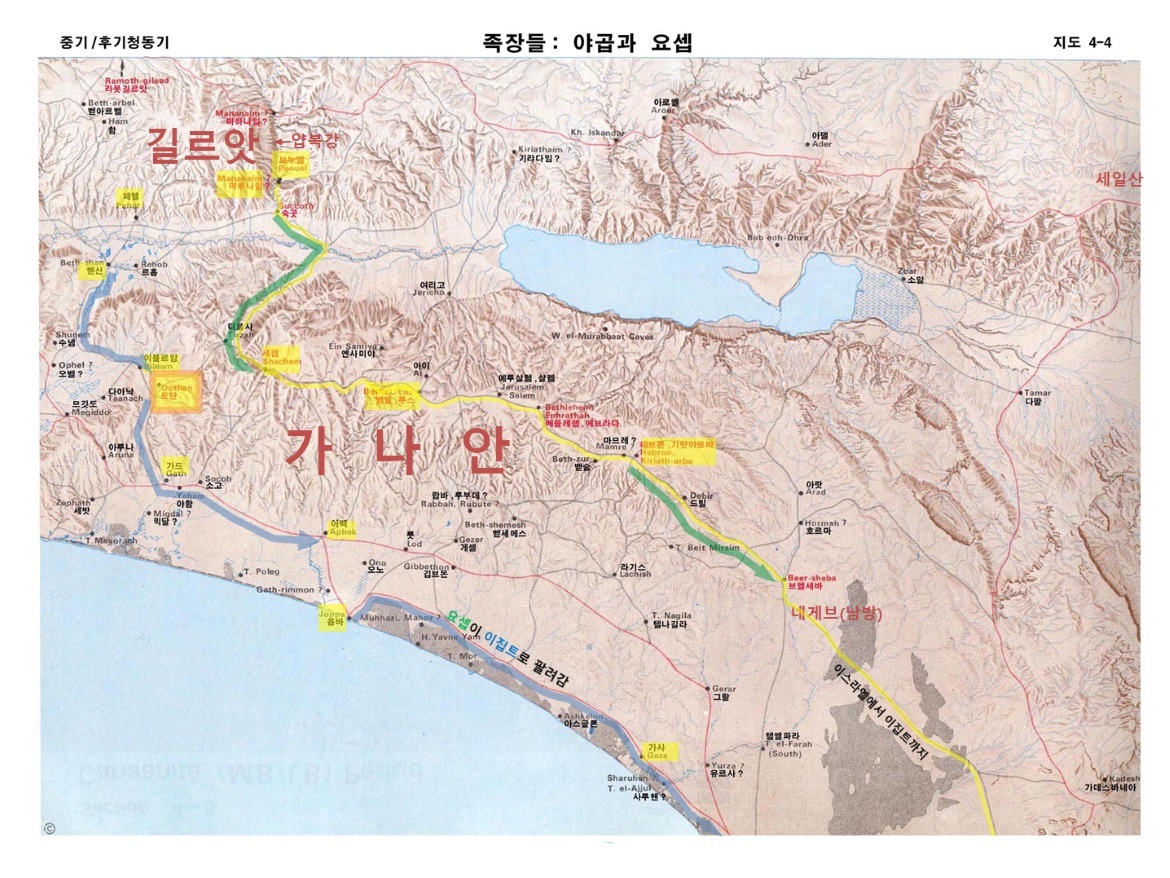 중기/후기청동기
족장들: 야곱과 요셉
지도 4-4
Ramoth-gilead
라못길르앗
Beth-arbel
벧아르벨
Ham
함
Mahanaim ?
마하나임?
길르앗
얍복강
브누엘
Penuel
Mahanaim ?
마하나임?
Succoth
숙곳
페헬
Pehel
Kh. Iskandar
Kiriathaim ?
기랴다임?
아로엘
Aroer
아델
Ader
세일산
Bab edh-Dhra
Zoar
소알
Beth-shan
벧산
Rehob
르홉
여리고
Jericho
W. el-Murabbaat Caves
Shunem
수넴
Ophel ?
오벨?
이블르암
Ibleam
Dothan
도단
디르사
세겜
Shechem
Ein Samiya
엔사미야
아이
Ai
벧엘,루스
예루살렘,살렘
Jerusalem,
Salem
Bethlehem,
Ephrathah
베들레헴,에브라다
다아낙
Taanach
므깃도
Megiddo
이루나
Aruna
가 나 안
마므레?
Mamre ?
헤브론,기럇아르바
Hebron,
Kiriath-arba
Beth-zur
벧술
Tamar
다말
가드
Gath
Socoh
소고
Yaham
야함
Zephath
세밧
Migdal ?
믹달?
T. Mevorakh
랍바,루부데?
Rabbah, Rubute ?
Debir
드빌
아랏
Arad
Beth-shemesh
벧세메스
Hormah ?
호르마
아벡
Aphek
롯
Lod
Gezer
게셀
T. Beit Mirsim
Ono
오노
Gibbethon
깁브돈
라기스
Lachish
T. Poleg
Gath-rimmon ?
Beer-sheba
브엘세바
네게브(남방)
Joppa
욥바
Muhhazi, Mahoz ?
H. Yavne Yam
T. Mor
요셉이 이집트로 팔려감
T. Nagila
텔나길라
이스라엘에서 이집트까지
Gerar
그랄
Ashkelon
아스글론
텔엘파라
T. el-Farah
(South)
가사
Gaza
Yurza ?
유르사?
Sharuhen ?
T. el-Ajjul
사루헨?
Kadesh
가데스바네아
©